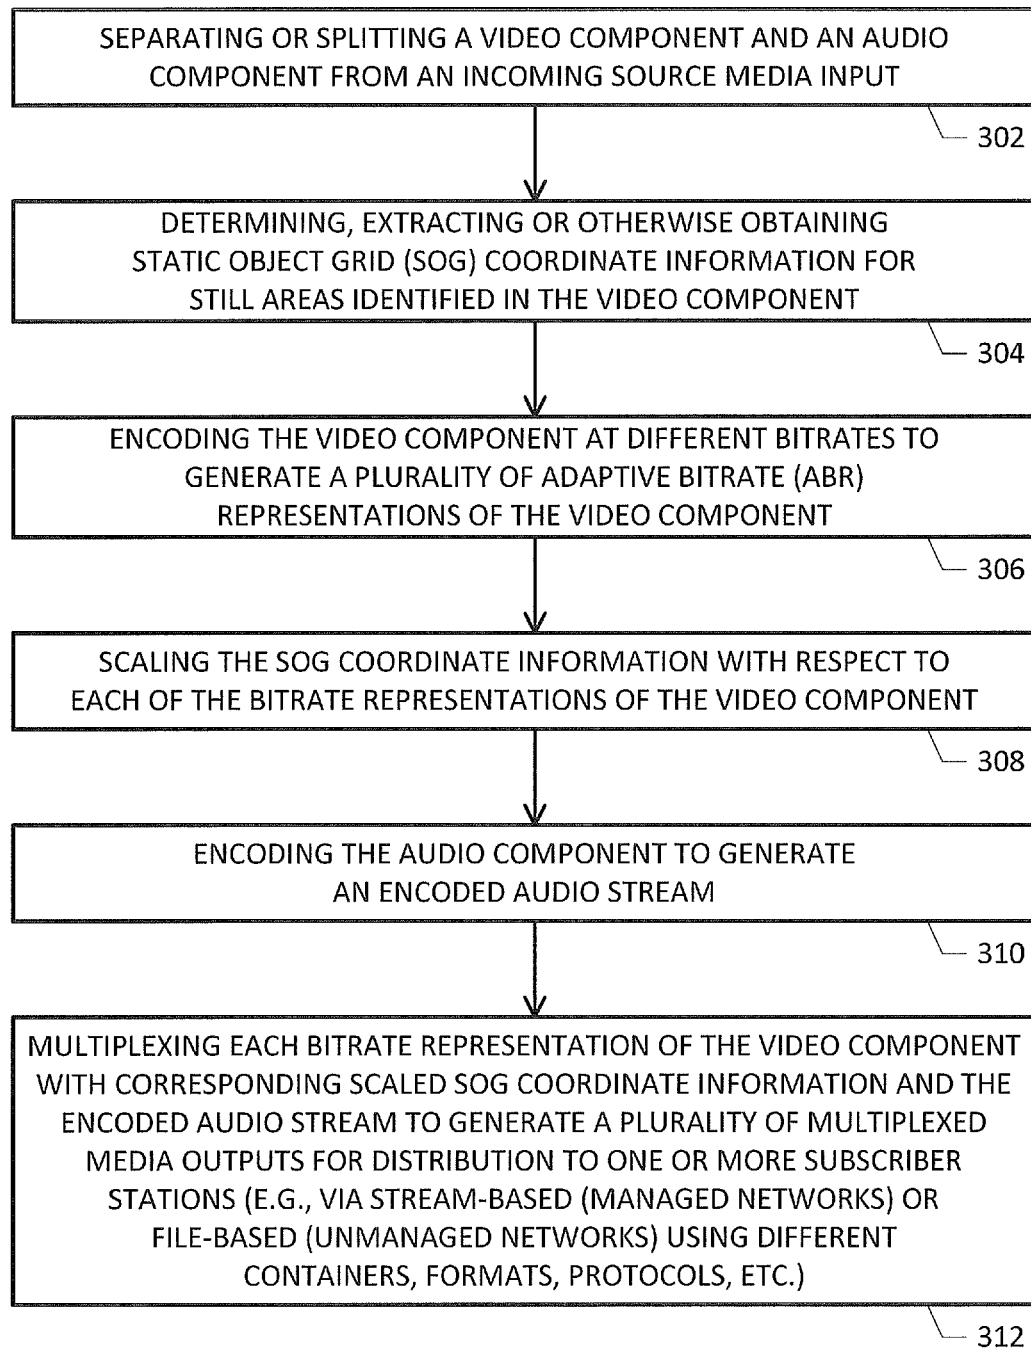 SEPARATING OR SPLITTING A VIDEO COMPONENT AND AN AUDIO
COMPONENT FROM AN INCOMING SOURCE MEDIA INPUT
302
DETERMINING, EXTRACTING OR OTHERWISE OBTAINING
STATIC OBJECT GRID (SOG) COORDINATE INFORMATION FOR
STILL AREAS IDENTIFIED IN THE VIDEO COMPONENT
304
ENCODING THE VIDEO COMPONENT AT DIFFERENT BITRATES TO
GENERATE A PLURALITY OF ADAPTIVE BITRATE (ABR)
REPRESENTATIONS OF THE VIDEO COMPONENT
306
SCALING THE SOG COORDINATE INFORMATION WITH RESPECT TO
EACH OF THE BITRATE REPRESENTATIONS OF THE VIDEO COMPONENT
308
ENCODING THE AUDIO COMPONENT TO GENERATE
AN ENCODED AUDIO STREAM
310
MULTIPLEXING EACH BITRATE REPRESENTATION OF THE VIDEO COMPONENT
WITH CORRESPONDING SCALED SOG COORDINATE INFORMATION AND THE
ENCODED AUDIO STREAM TO GENERATE A PLURALITY OF MULTIPLEXED
MEDIA OUTPUTS FOR DISTRIBUTION TO ONE OR MORE SUBSCRIBER
STATIONS (E.G., VIA STREAM-BASED (MANAGED NETWORKS) OR
FILE-BASED (UNMANAGED NETWORKS) USING DIFFERENT
CONTAINERS, FORMATS, PROTOCOLS, ETC.)
312